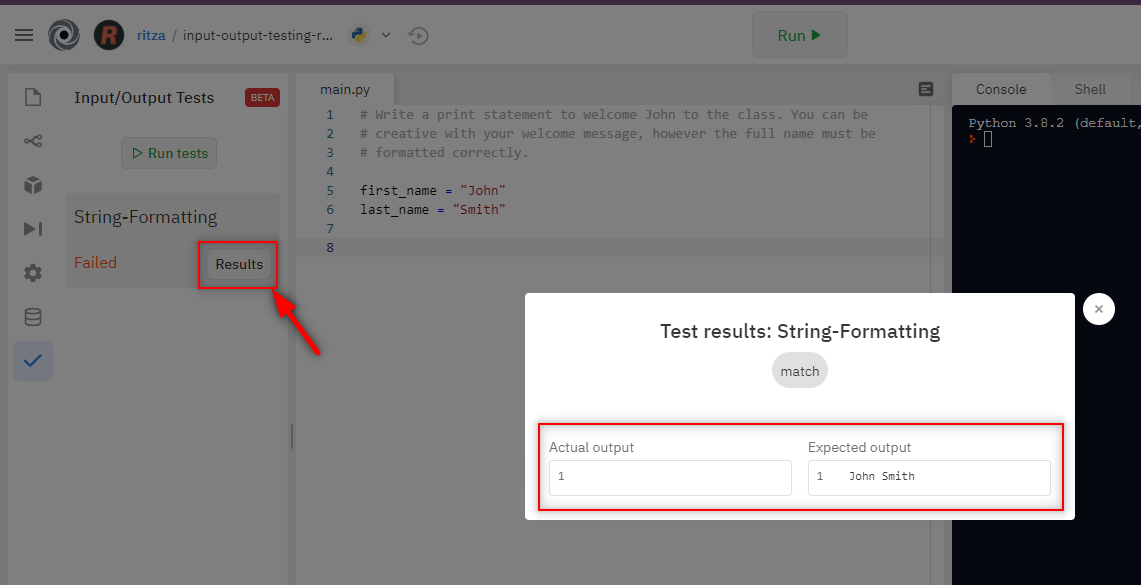 R ritza / input-output-testing-r...
Run
Input/Output Tests BETA
Run tests
String-Formatting
Failed Results
main.py
1 # Write a print statement to welcome John to the class. You can be
2 # creative with your welcome message, however the full name must be
3 # formatted correctly.
4
5 first_name = "John"
6 last_name = "Smith"
7
8
Console Shell
Python 3.8.2 (default,
Test results: String-Formatting
match
Actual output Expected output
1 1 John Smith